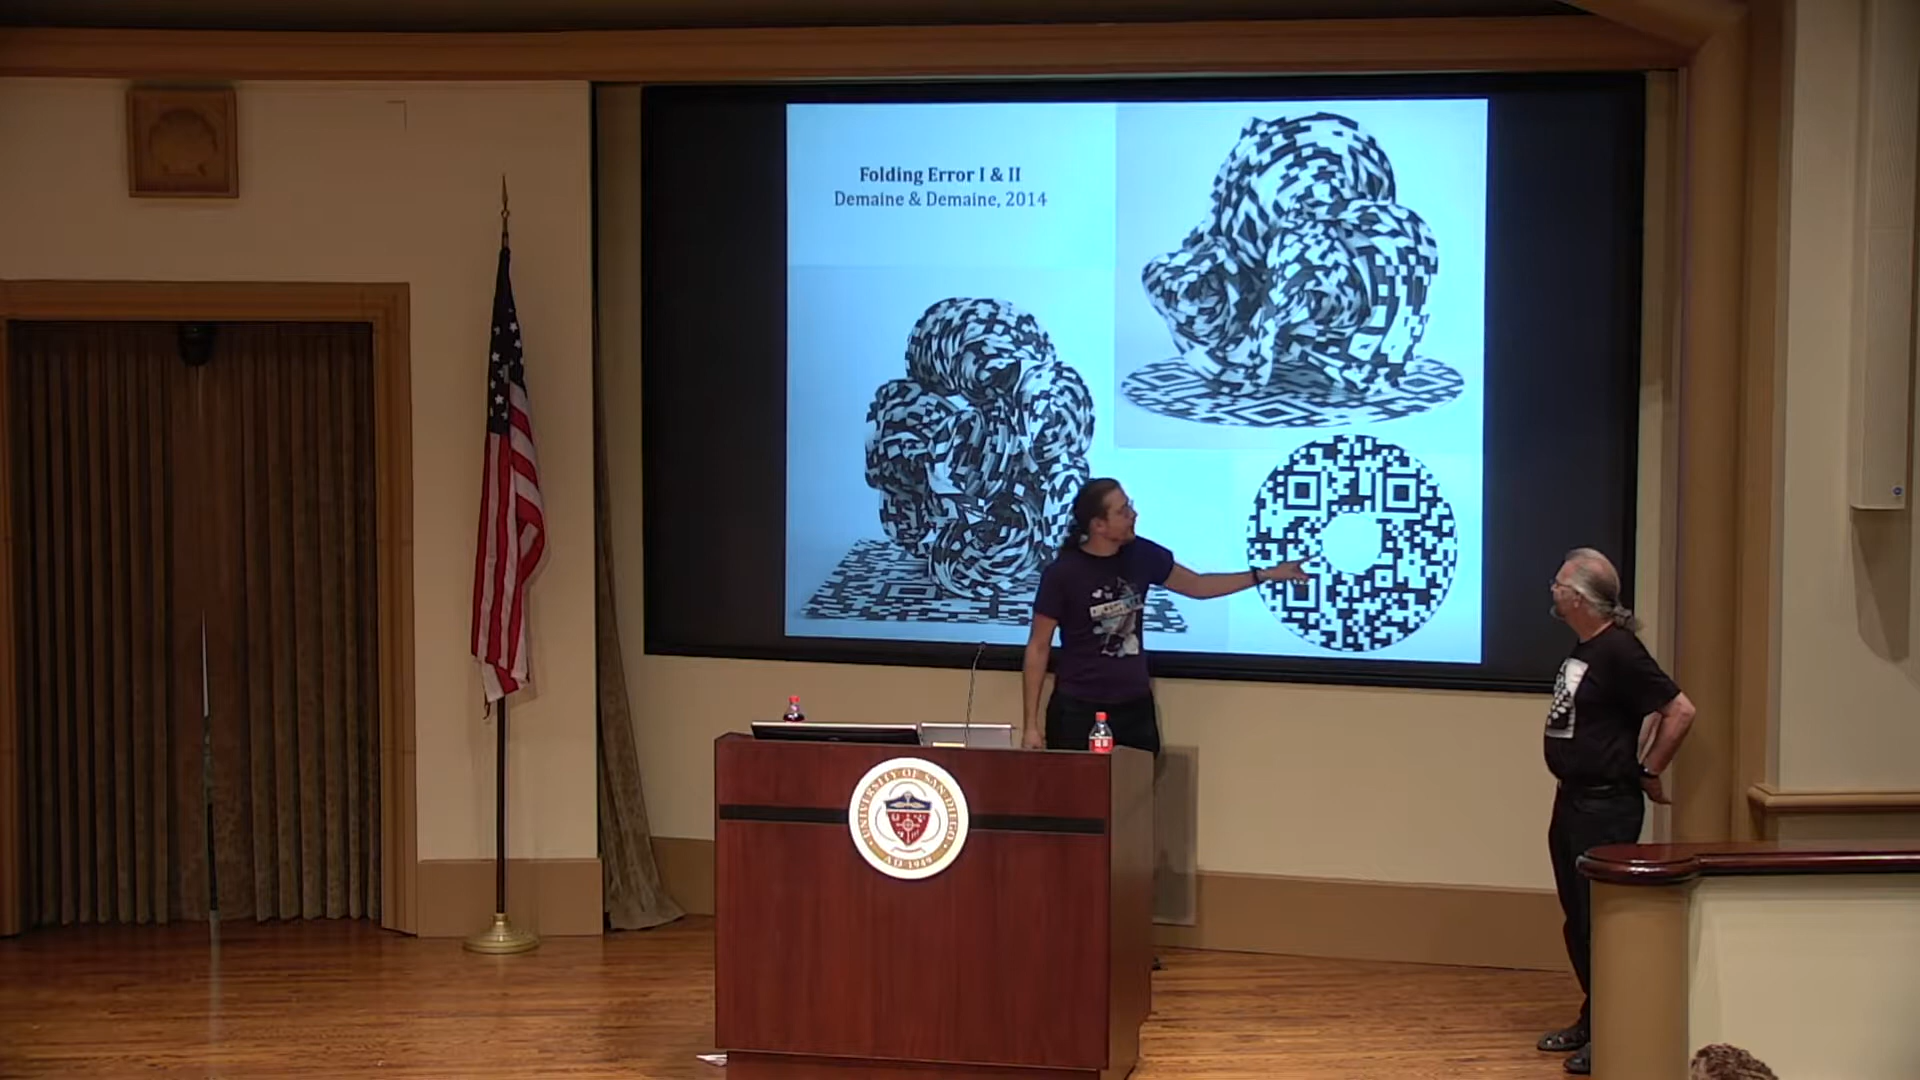 Folding Error I & II
Demaine & Demaine, 2014
UNIVERSITY OF SAN DIEGO
AD 1949